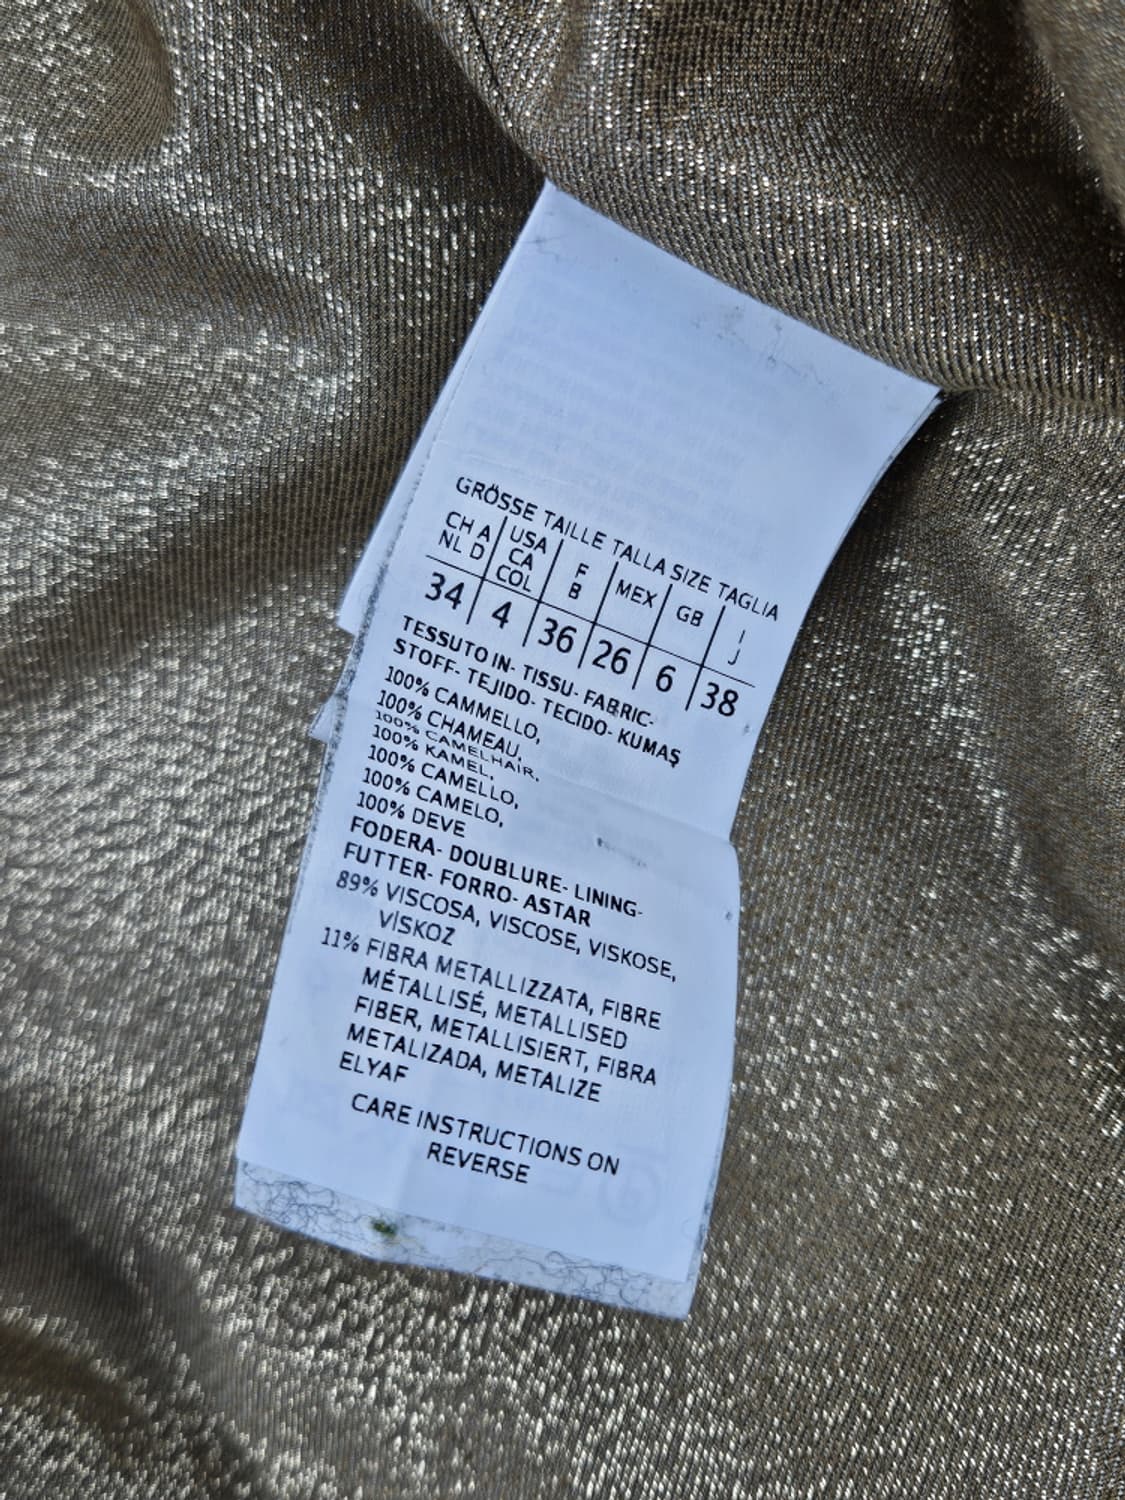 GRÖSSE TAILLE TALLA SIZE TAGLIA
CH A USA F MEX GB I
NL D CA B J
COL
34 4 36 26 6 38
TESSUTO IN- TISSU- FABRIC-
STOFF- TEJIDO- TECIDO- KUMAŞ
100% CAMMELLO,
100% CHAMEAU,
100% CAMELHAIR,
100% KAMEL,
100% CAMELLO,
100% CAMELO,
100% DEVE
FODERA- DOUBLURE- LINING-
FUTTER- FORRO- ASTAR
89% VISCOSA, VISCOSE, VISKOSE,
VİSKOZ
11% FIBRA METALLIZZATA, FIBRE
MÉTALLISÉ, METALLISED
FIBER, METALLISIERT, FIBRA
METALIZADA, METALIZE
ELYAF
CARE INSTRUCTIONS ON
REVERSE